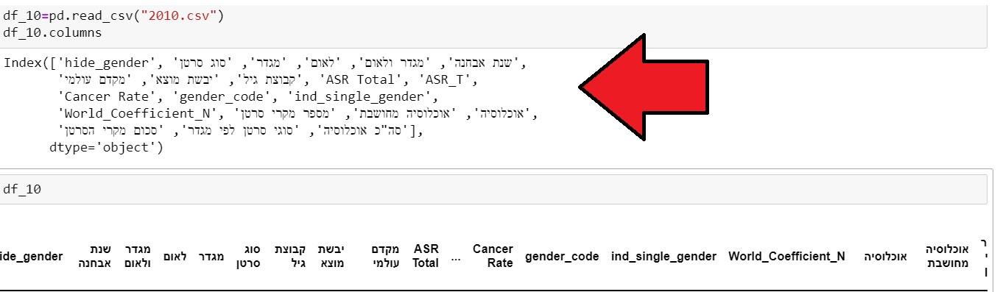 df_10=pd.read_csv("2010.csv")
df_10.columns
Index(['hide_gender', 'שנת אבחנה', 'מגדר ולאום', 'לאום', 'מגדר', 'סוג סרטן',
'קבוצת גיל', 'יבשת מוצא', 'מקדם עולמי', 'ASR Total', 'ASR_T',
'Cancer Rate', 'gender_code', 'ind_single_gender',
'World_Coefficient_N', 'אוכלוסיה', 'אוכלוסיה מחושבת', 'מספר מקרי סרטן',
'סה"כ אוכלוסיה', 'סוגי סרטן לפי מגדר', 'סכום מקרי הסרטן'],
dtype='object')
df_10
ide_gender שנת אבחנה מגדר ולאום לאום מגדר סוג סרטן קבוצת גיל יבשת מוצא מקדם עולמי ASR Total ... Cancer Rate gender_code ind_single_gender World_Coefficient_N אוכלוסיה אוכלוסיה מחושבת